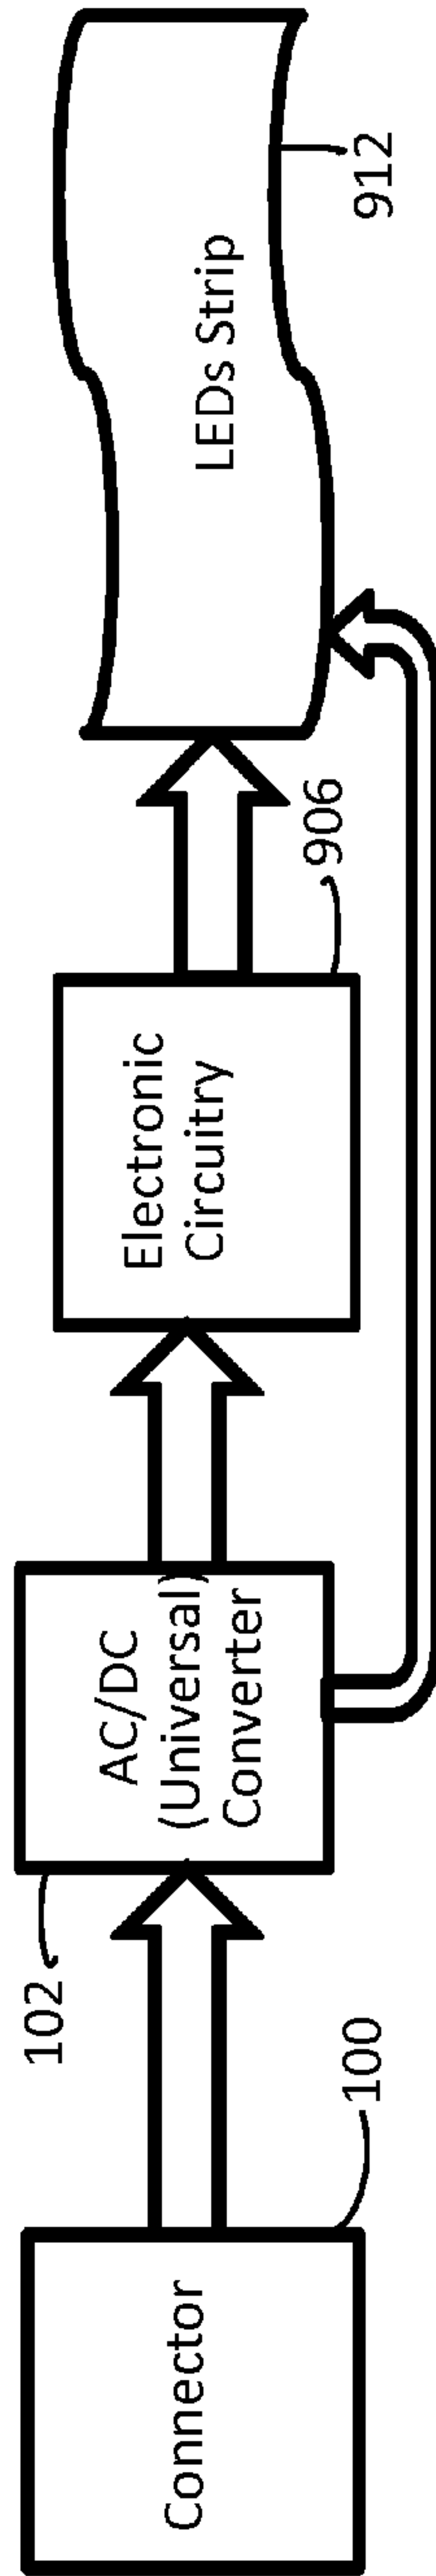 Connector
100
102
AC/DC
(Universal)
Converter
Electronic
Circuitry
906
LEDs Strip
912